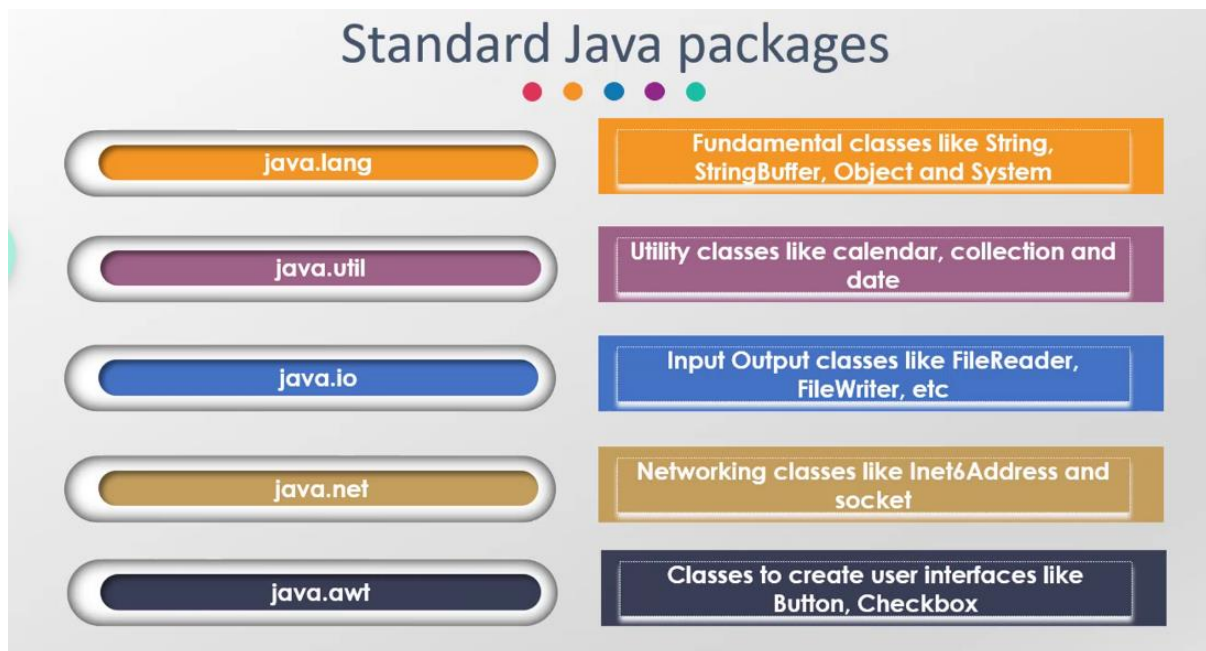 Standard Java packages
java.lang
Fundamental classes like String,
StringBuffer, Object and System
java.util
Utility classes like calendar, collection and
date
java.io
Input Output classes like FileReader,
FileWriter, etc
java.net
Networking classes like Inet6Address and
socket
java.awt
Classes to create user interfaces like
Button, Checkbox